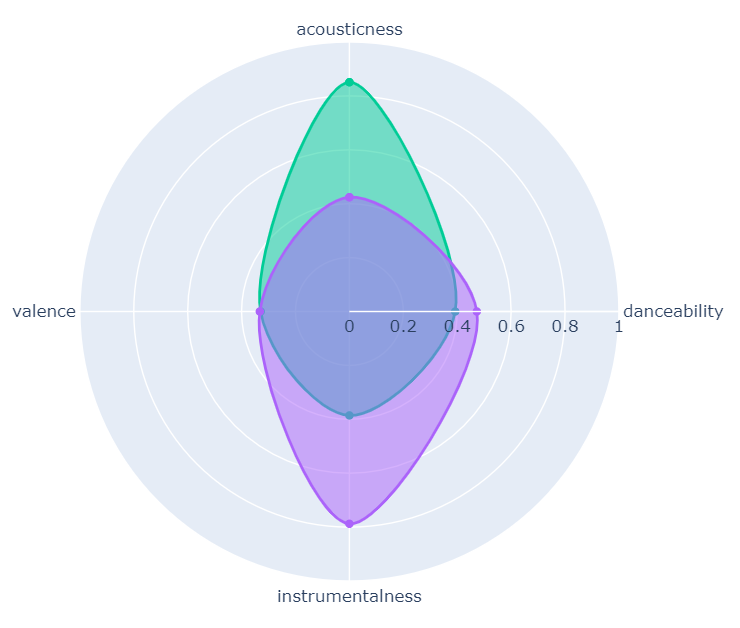 acousticness
valence
0 0.2 0.4 0.6 0.8 1
danceability
instrumentalness